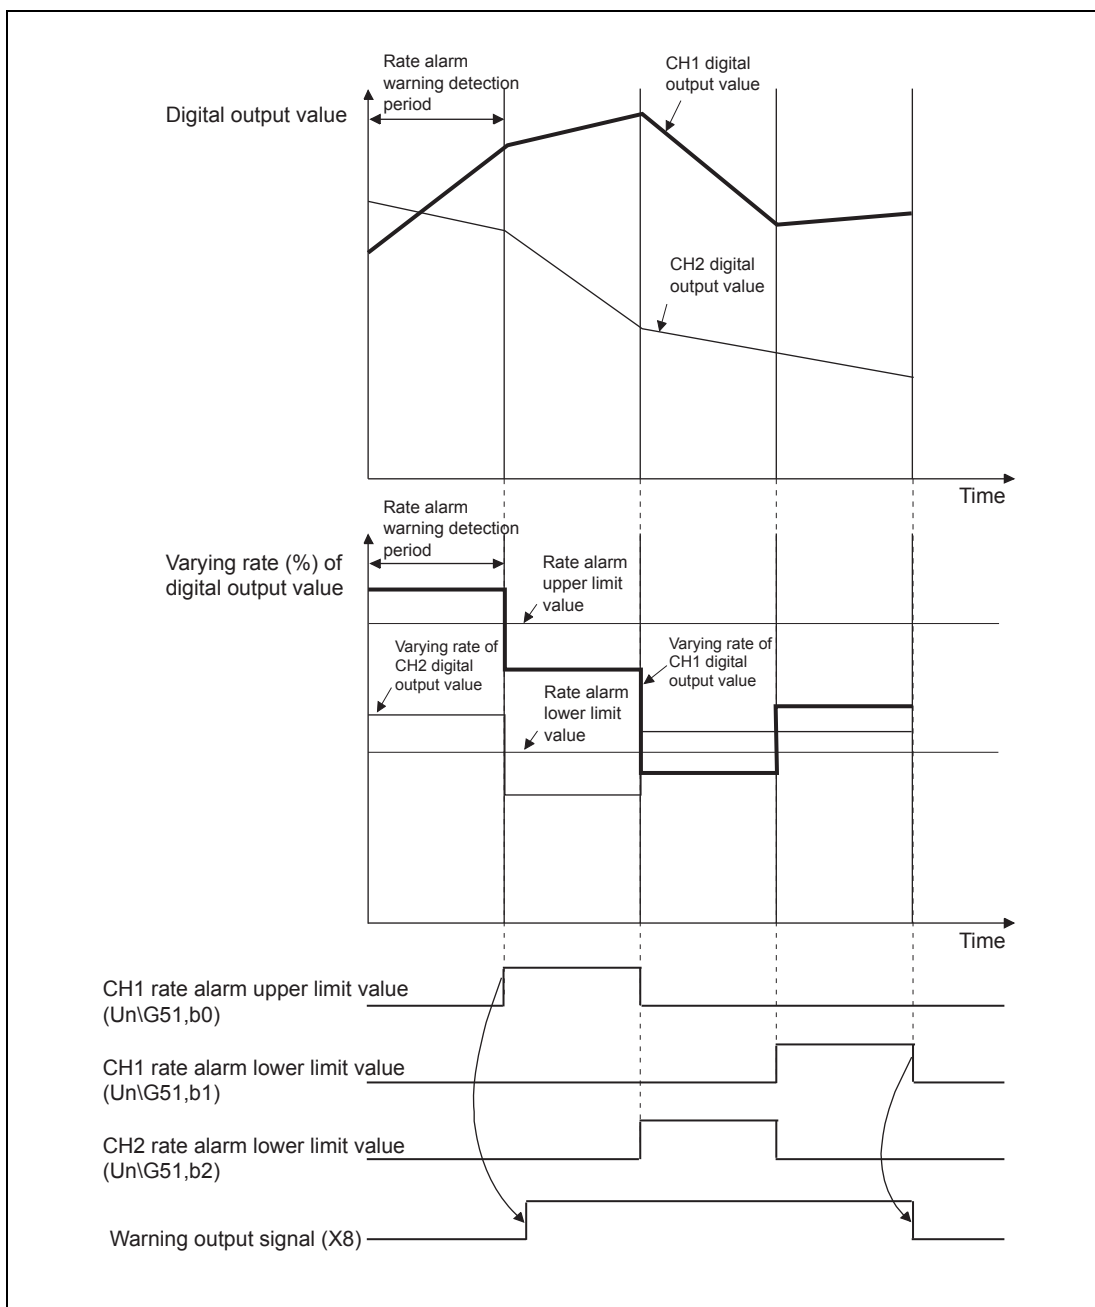 Rate alarm
warning detection
period
CH1 digital
output value
Digital output value
CH2 digital
output value
Time
Rate alarm
warning detection
period
Varying rate (%) of
digital output value
Rate alarm
upper limit
value
Varying rate of
CH2 digital
output value
Varying rate of
CH1 digital
output value
Rate alarm
lower limit
value
Time
CH1 rate alarm upper limit value
(Un\G51,b0)
CH1 rate alarm lower limit value
(Un\G51,b1)
CH2 rate alarm lower limit value
(Un\G51,b2)
Warning output signal (X8)